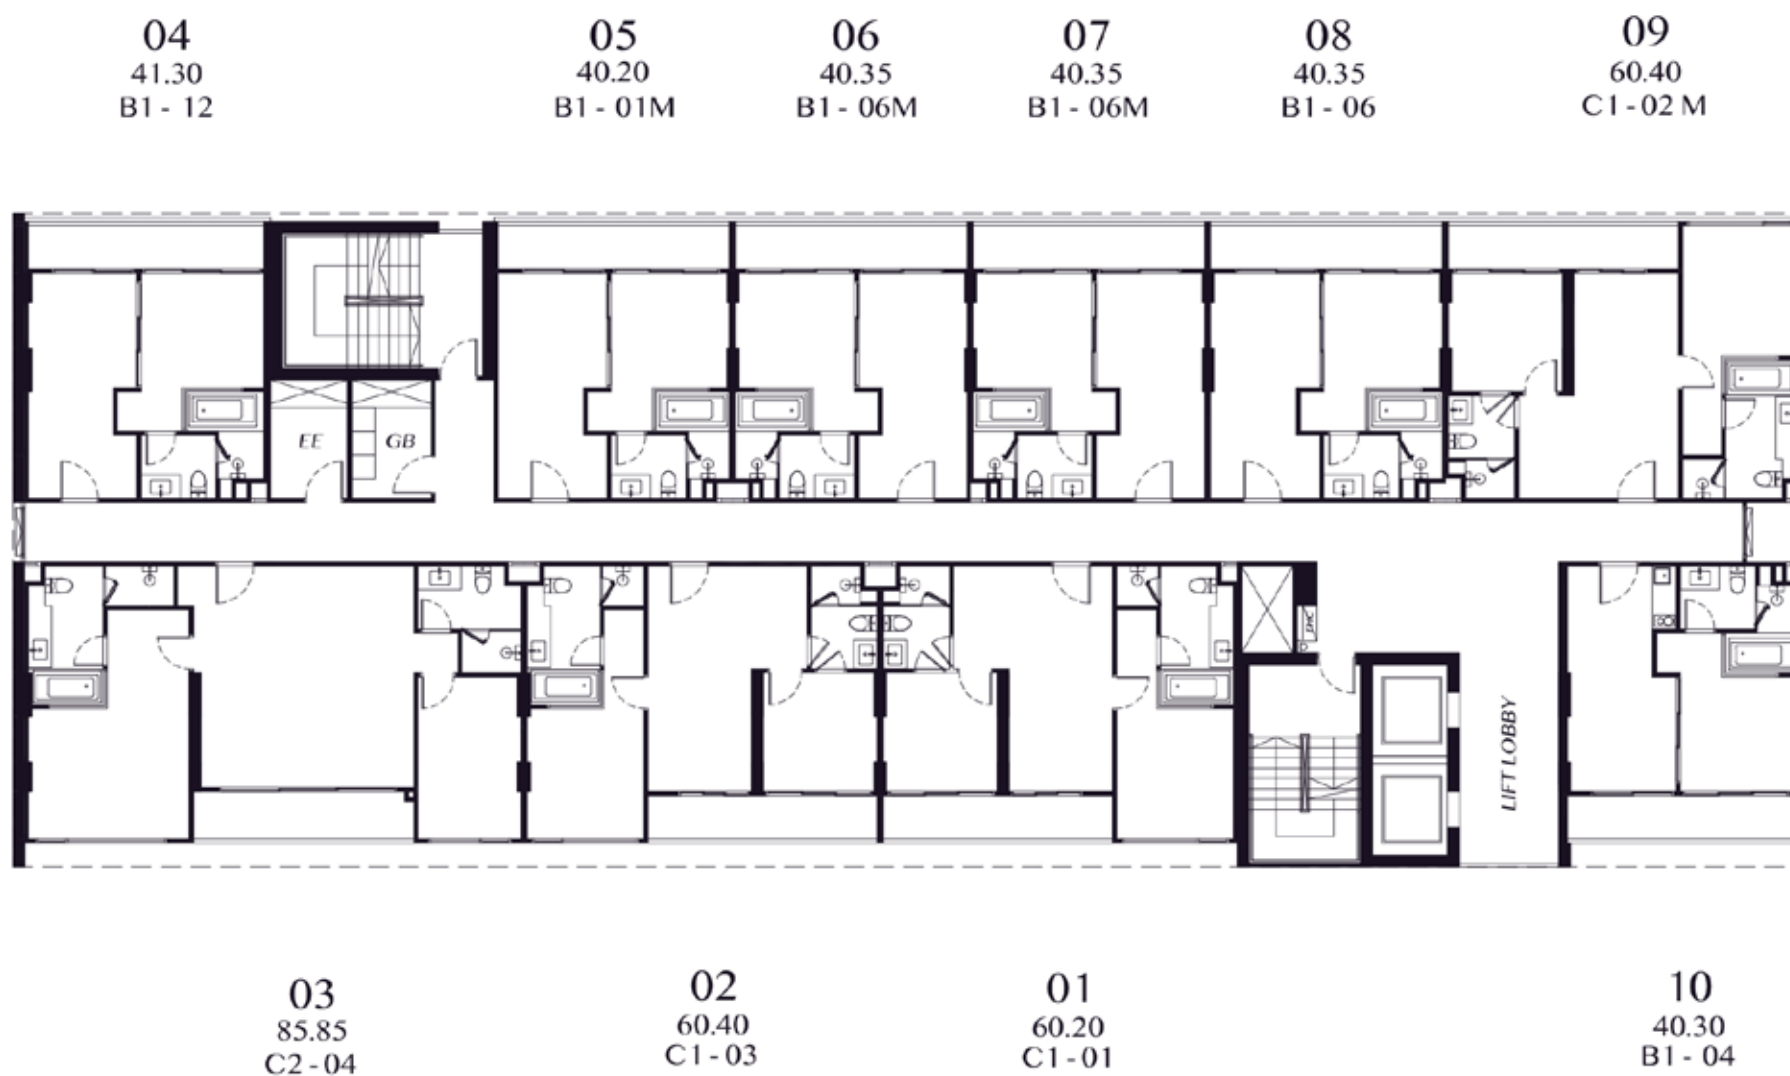 04
41.30
B1 - 12
05
40.20
B1 - 01M
06
40.35
B1 - 06M
07
40.35
B1 - 06M
08
40.35
B1 - 06
09
60.40
C1 - 02 M
EE
GB
EHC
LIFT LOBBY
03
85.85
C2 - 04
02
60.40
C1 - 03
01
60.20
C1 - 01
10
40.30
B1 - 04